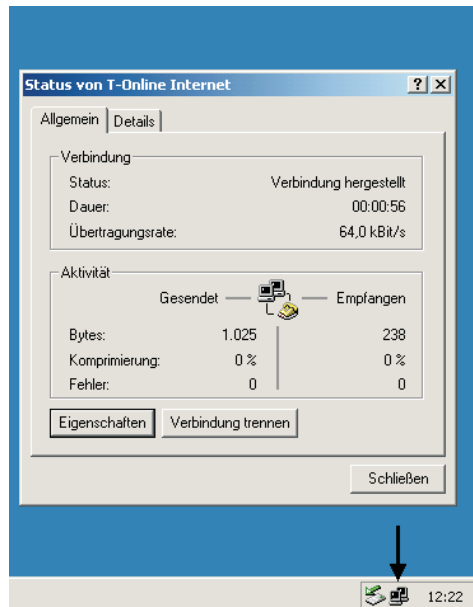 Status von T-Online Internet
Allgemein Details
Verbindung
Status: Verbindung hergestellt
Dauer: 00:00:56
Übertragungsrate: 64,0 kBit/s
Aktivität
Gesendet Empfangen
Bytes: 1.025 238
Komprimierung: 0 % 0 %
Fehler: 0 0
Eigenschaften Verbindung trennen
Schließen
12:22